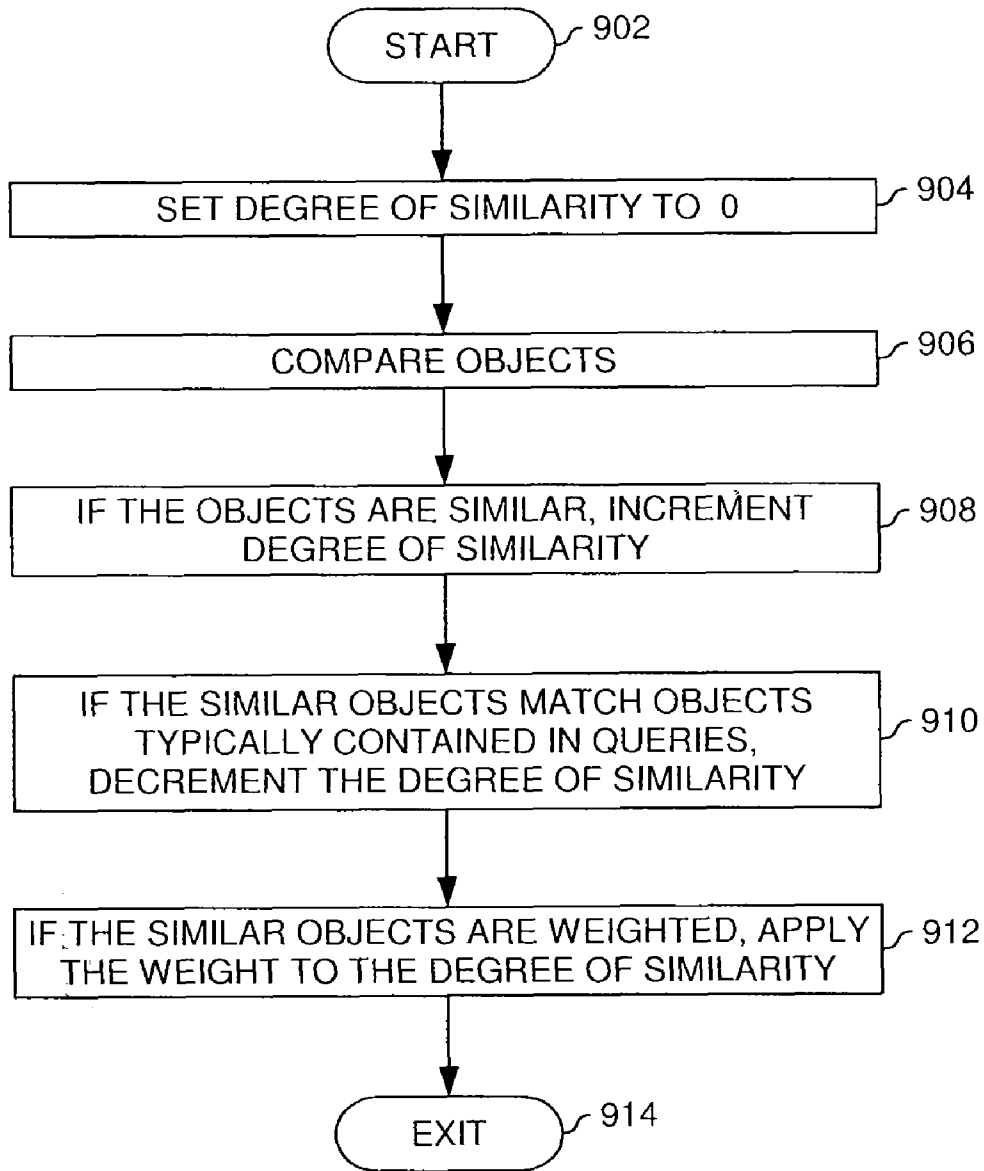 START
902
SET DEGREE OF SIMILARITY TO 0
904
COMPARE OBJECTS
906
IF THE OBJECTS ARE SIMILAR, INCREMENT
DEGREE OF SIMILARITY
908
IF THE SIMILAR OBJECTS MATCH OBJECTS
TYPICALLY CONTAINED IN QUERIES,
DECREMENT THE DEGREE OF SIMILARITY
910
IF THE SIMILAR OBJECTS ARE WEIGHTED, APPLY
THE WEIGHT TO THE DEGREE OF SIMILARITY
912
EXIT
914